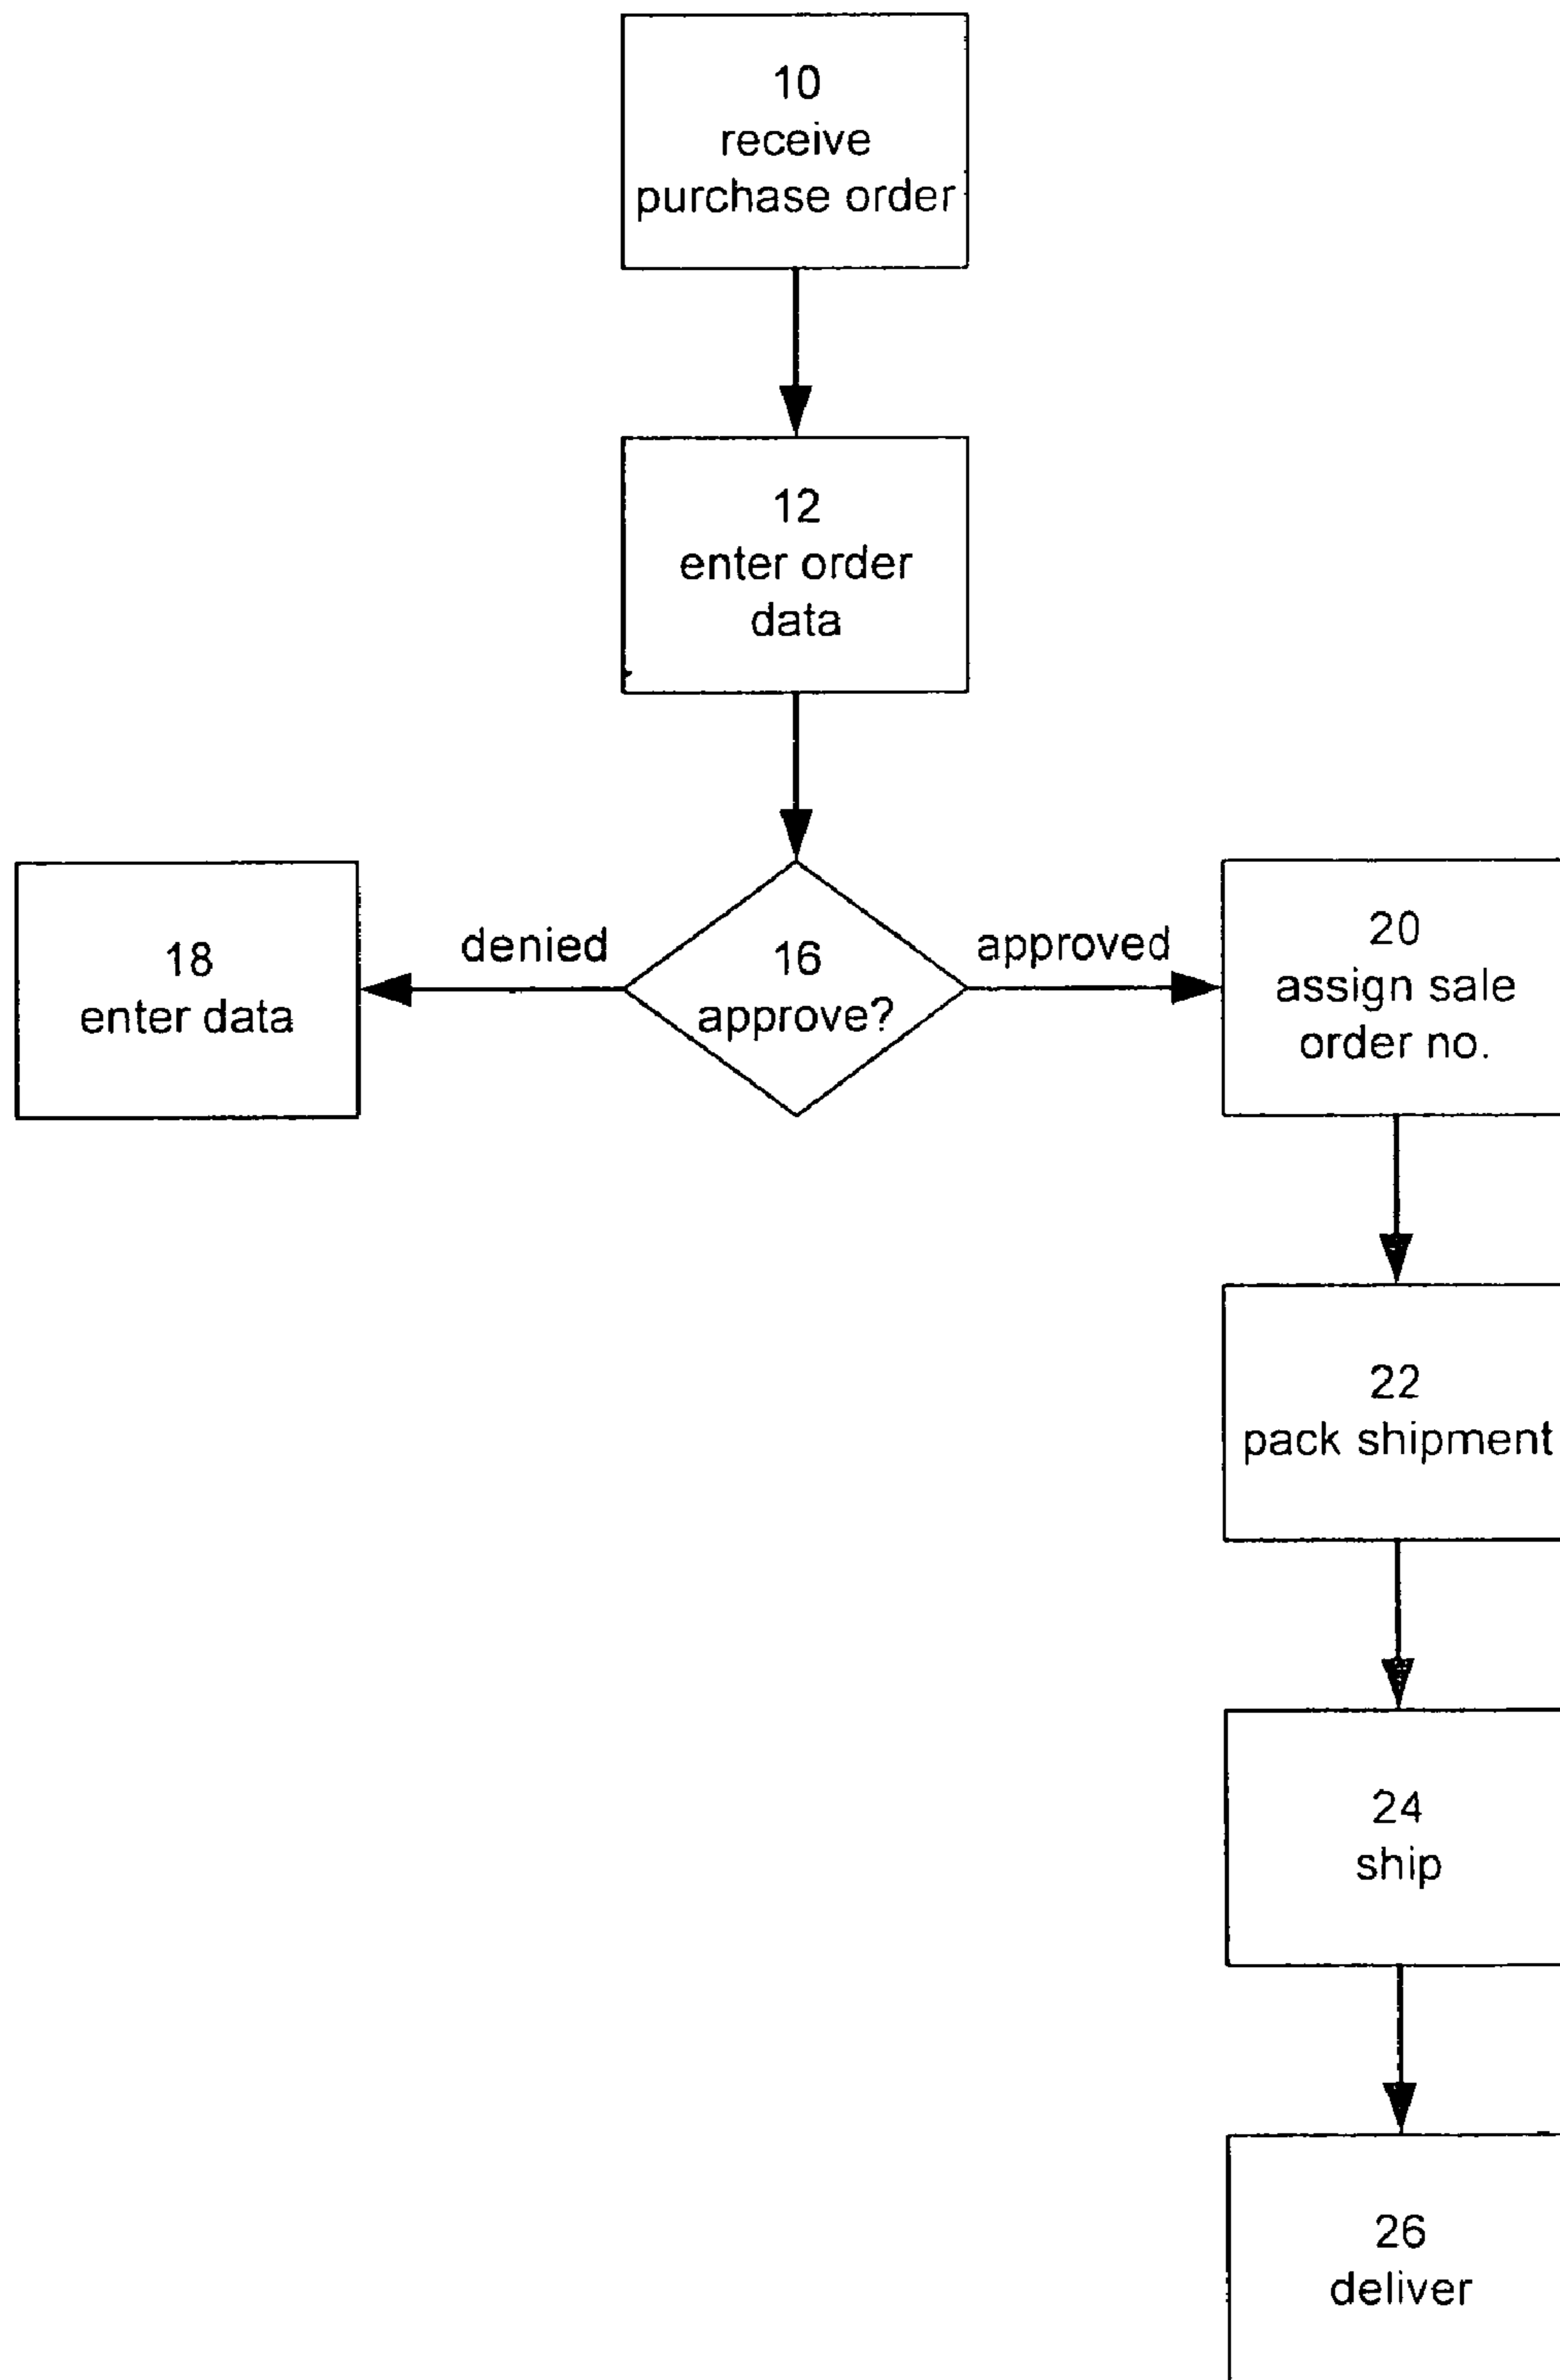 10
receive
purchase order
12
enter order
data
16
approve?
denied
18
enter data
approved
20
assign sale
order no.
22
pack shipment
24
ship
26
deliver